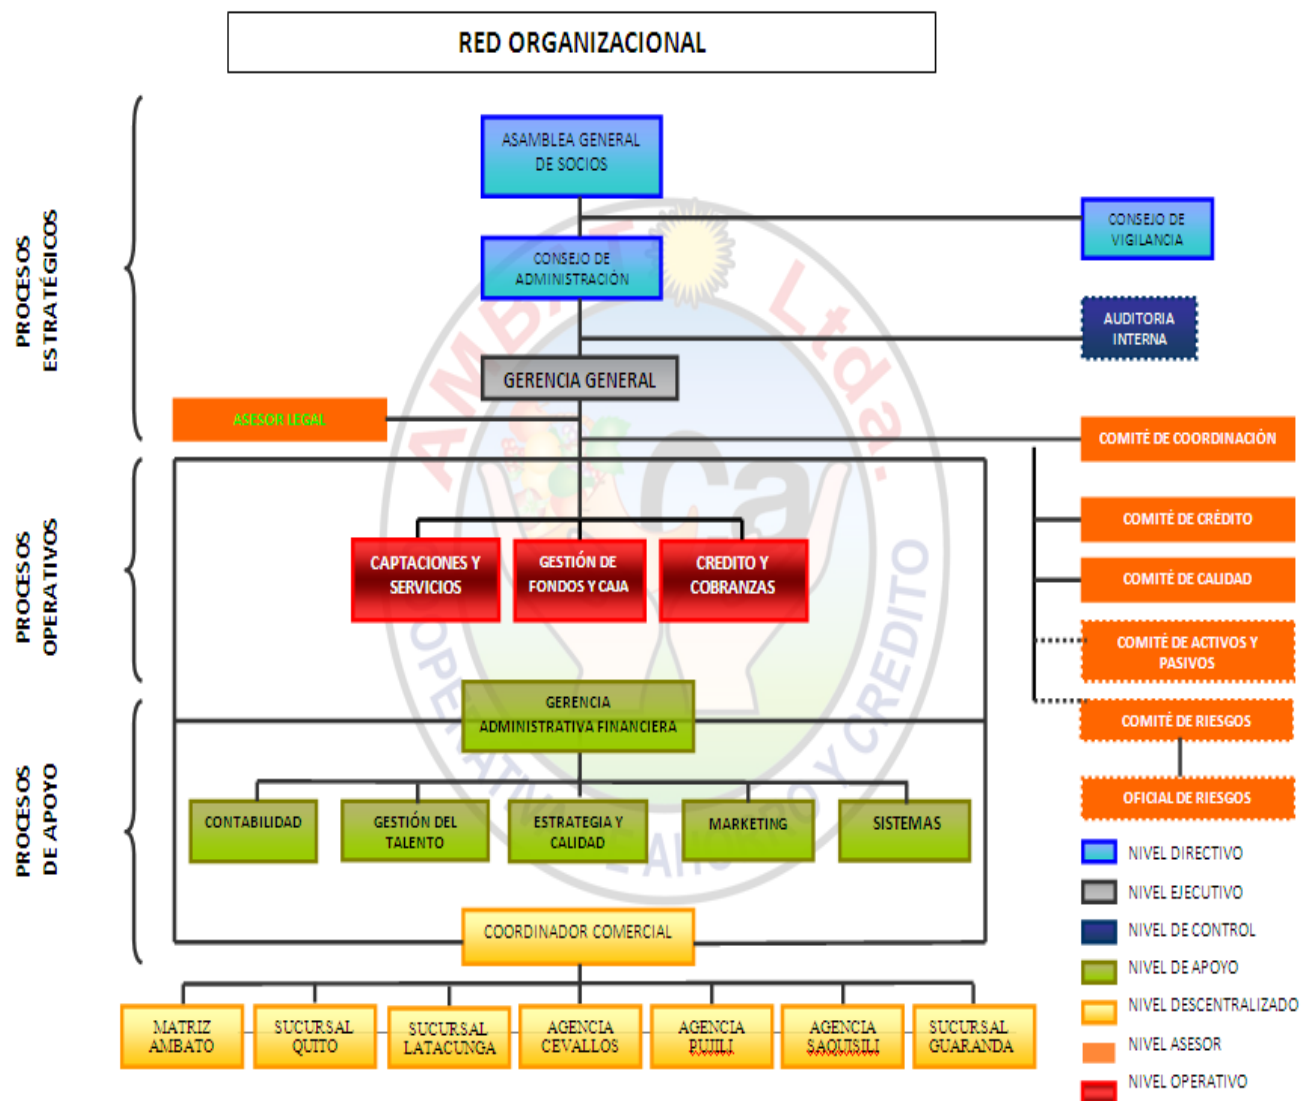 RED ORGANIZACIONAL
PROCESOS
ESTRATÉGICOS
ASAMBLEA GENERAL
DE SOCIOS
CONSEJO DE
VIGILANCIA
CONSEJO DE
ADMINISTRACIÓN
AUDITORIA
INTERNA
GERENCIA GENERAL
ASESOR LEGAL
COMITÉ DE COORDINACIÓN
PROCESOS
OPERATIVOS
CAPTACIONES Y
SERVICIOS
GESTIÓN DE
FONDOS Y CAJA
CREDITO Y
COBRANZAS
COMITÉ DE CRÉDITO
COMITÉ DE CALIDAD
COMITÉ DE ACTIVOS Y
PASIVOS
COMITÉ DE RIESGOS
OFICIAL DE RIESGOS
PROCESOS
DE APOYO
GERENCIA
ADMINISTRATIVA FINANCIERA
CONTABILIDAD
GESTIÓN DEL
TALENTO
ESTRATEGIA Y
CALIDAD
MARKETING
SISTEMAS
COORDINADOR COMERCIAL
MATRIZ
AMBATO
SUCURSAL
QUITO
SUCURSAL
LATACUNGA
AGENCIA
CEVALLOS
AGENCIA
PUJILI
AGENCIA
SAQUISILI
SUCURSAL
GUARANDA
NIVEL DIRECTIVO
NIVEL EJECUTIVO
NIVEL DE CONTROL
NIVEL DE APOYO
NIVEL DESCENTRALIZADO
NIVEL ASESOR
NIVEL OPERATIVO
Ltda.
Ca
AHORRO Y CREDITO